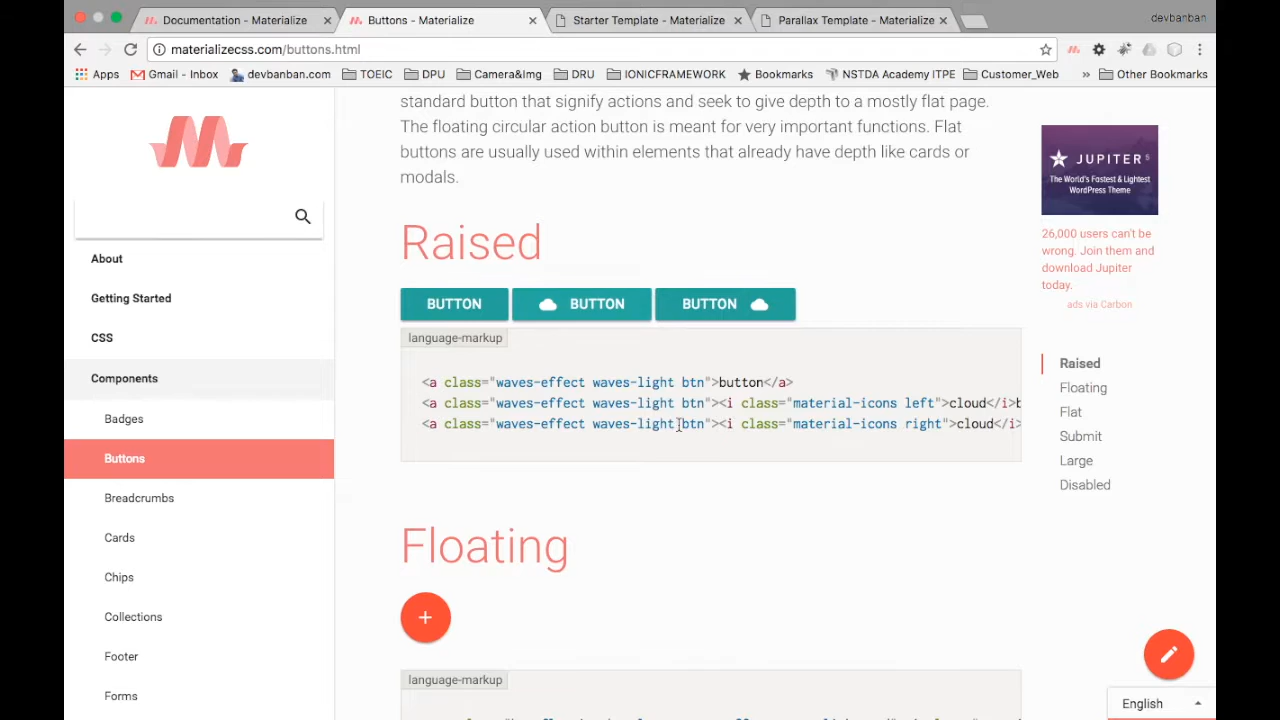 Documentation - Materialize
Buttons - Materialize
Starter Template - Materialize
Parallax Template - Materialize
devbanban
materializecss.com/buttons.html
Apps
Gmail - Inbox
devbanban.com
TOEIC
DPU
Camera&Img
DRU
IONICFRAMEWORK
Bookmarks
NSTDA Academy ITPE
Customer_Web
»
Other Bookmarks
About
Getting Started
CSS
Components
Badges
Buttons
Breadcrumbs
Cards
Chips
Collections
Footer
Forms
standard button that signify actions and seek to give depth to a mostly flat page.
The floating circular action button is meant for very important functions. Flat
buttons are usually used within elements that already have depth like cards or
modals.
Raised
BUTTON
BUTTON
BUTTON
language-markup
<a class="waves-effect waves-light btn">button</a>
<a class="waves-effect waves-light btn"><i class="material-icons left">cloud</i>b
<a class="waves-effect waves-light btn"><i class="material-icons right">cloud</i>
Floating
+
language-markup
JUPITER 5
The World's Fastest & Lightest
WordPress Theme
26,000 users can't be
wrong. Join them and
download Jupiter
today.
ads via Carbon
Raised
Floating
Flat
Submit
Large
Disabled
English